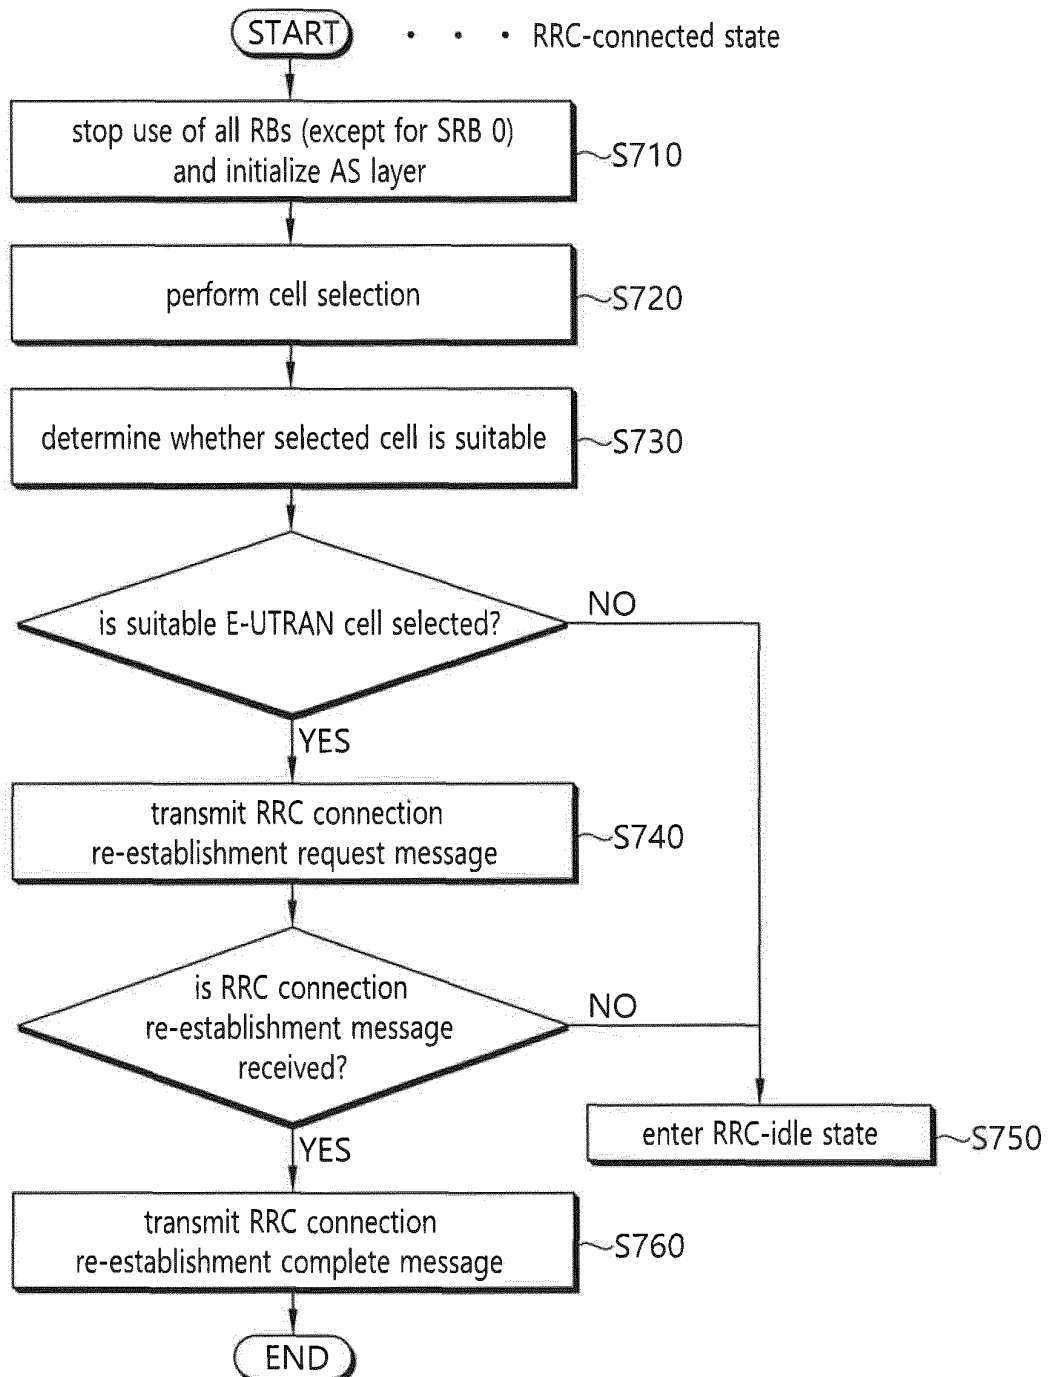 START · · · RRC-connected state
stop use of all RBs (except for SRB 0)
and initialize AS layer
S710
perform cell selection
S720
determine whether selected cell is suitable
S730
is suitable E-UTRAN cell selected?
NO
YES
transmit RRC connection
re-establishment request message
S740
is RRC connection
re-establishment message
received?
NO
YES
enter RRC-idle state
S750
transmit RRC connection
re-establishment complete message
S760
END